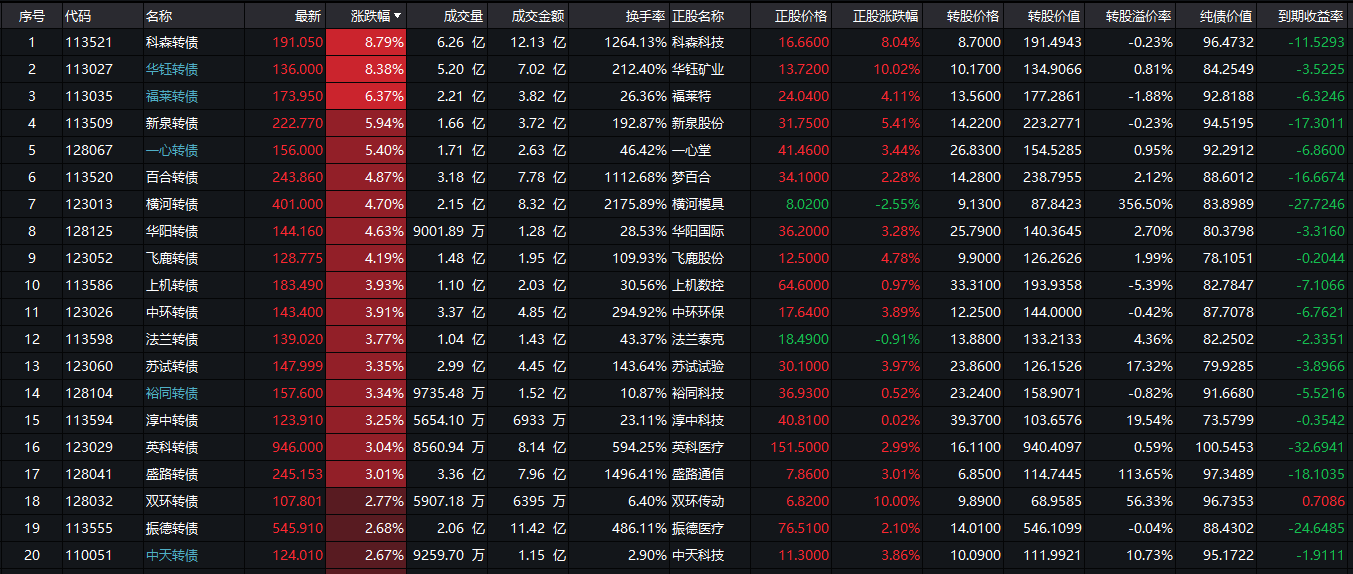 序号 代码 名称 最新 涨跌幅 成交量 成交金额 换手率 正股名称 正股价格 正股涨跌幅 转股价格 转股价值 转股溢价率 纯债价值 到期收益率
1 113521 科森转债 191.050 8.79% 6.26 亿 12.13 亿 1264.13% 科森科技 16.6600 8.04% 8.7000 191.4943 -0.23% 96.4732 -11.5293
2 113027 华钰转债 136.000 8.38% 5.20 亿 7.02 亿 212.40% 华钰矿业 13.7200 10.02% 10.1700 134.9066 0.81% 84.2549 -3.5225
3 113035 福莱转债 173.950 6.37% 2.21 亿 3.82 亿 26.36% 福莱特 24.0400 4.11% 13.5600 177.2861 -1.88% 92.8188 -6.3246
4 113509 新泉转债 222.770 5.94% 1.66 亿 3.72 亿 192.87% 新泉股份 31.7500 5.41% 14.2200 223.2771 -0.23% 94.5195 -17.3011
5 128067 一心转债 156.000 5.40% 1.71 亿 2.63 亿 46.42% 一心堂 41.4600 3.44% 26.8300 154.5285 0.95% 92.2912 -6.8600
6 113520 百合转债 243.860 4.87% 3.18 亿 7.78 亿 1112.68% 梦百合 34.1000 2.28% 14.2800 238.7955 2.12% 88.6012 -16.6674
7 123013 横河转债 401.000 4.70% 2.15 亿 8.32 亿 2175.89% 横河模具 8.0200 -2.55% 9.1300 87.8423 356.50% 83.8989 -27.7246
8 128125 华阳转债 144.160 4.63% 9001.89 万 1.28 亿 28.53% 华阳国际 36.2000 3.28% 25.7900 140.3645 2.70% 80.3798 -3.3160
9 123052 飞鹿转债 128.775 4.19% 1.48 亿 1.95 亿 109.93% 飞鹿股份 12.5000 4.78% 9.9000 126.2626 1.99% 78.1051 -0.2044
10 113586 上机转债 183.490 3.93% 1.10 亿 2.03 亿 30.56% 上机数控 64.6000 0.97% 33.3100 193.9358 -5.39% 82.7847 -7.1066
11 123026 中环转债 143.400 3.91% 3.37 亿 4.85 亿 294.92% 中环环保 17.6400 3.89% 12.2500 144.0000 -0.42% 87.7078 -6.7621
12 113598 法兰转债 139.020 3.77% 1.04 亿 1.43 亿 43.37% 法兰泰克 18.4900 -0.91% 13.8800 133.2133 4.36% 82.2502 -2.3351
13 123060 苏试转债 147.999 3.35% 2.99 亿 4.45 亿 143.64% 苏试试验 30.1000 3.97% 23.8600 126.1526 17.32% 79.9285 -3.8966
14 128104 裕同转债 157.600 3.34% 9735.48 万 1.52 亿 10.87% 裕同科技 36.9300 0.52% 23.2400 158.9071 -0.82% 91.6680 -5.5216
15 113594 淳中转债 123.910 3.25% 5654.10 万 6933 万 23.11% 淳中科技 40.8100 0.02% 39.3700 103.6576 19.54% 73.5799 -0.3542
16 123029 英科转债 946.000 3.04% 8560.94 万 8.14 亿 594.25% 英科医疗 151.5000 2.99% 16.1100 940.4097 0.59% 100.5453 -32.6941
17 128041 盛路转债 245.153 3.01% 3.36 亿 7.96 亿 1496.41% 盛路通信 7.8600 3.01% 6.8500 114.7445 113.65% 97.3489 -18.1035
18 128032 双环转债 107.801 2.77% 5907.18 万 6395 万 6.40% 双环传动 6.8200 10.00% 9.8900 68.9585 56.33% 96.7353 0.7086
19 113555 振德转债 545.910 2.68% 2.06 亿 11.42 亿 486.11% 振德医疗 76.5100 2.10% 14.0100 546.1099 -0.04% 88.4302 -24.6485
20 110051 中天转债 124.010 2.67% 9259.70 万 1.15 亿 2.90% 中天科技 11.3000 3.86% 10.0900 111.9921 10.73% 95.1722 -1.9111